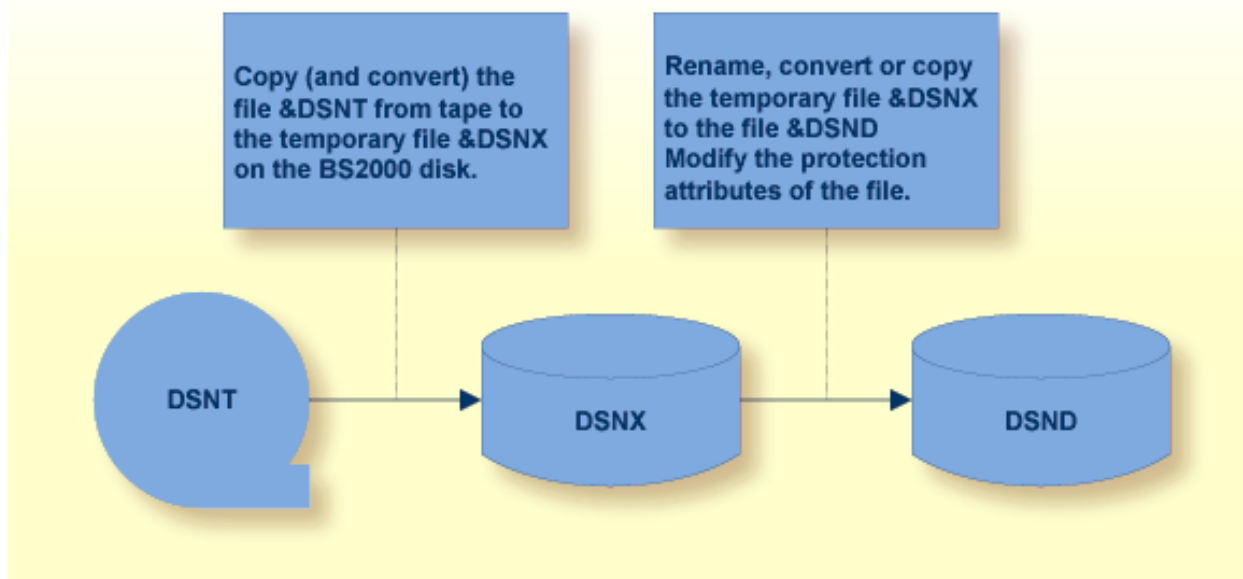 Copy (and convert) the
file &DSNT from tape to
the temporary file &DSNX
on the BS2000 disk.
Rename, convert or copy
the temporary file &DSNX
to the file &DSND
Modify the protection
attributes of the file.
DSNT
DSNX
DSND